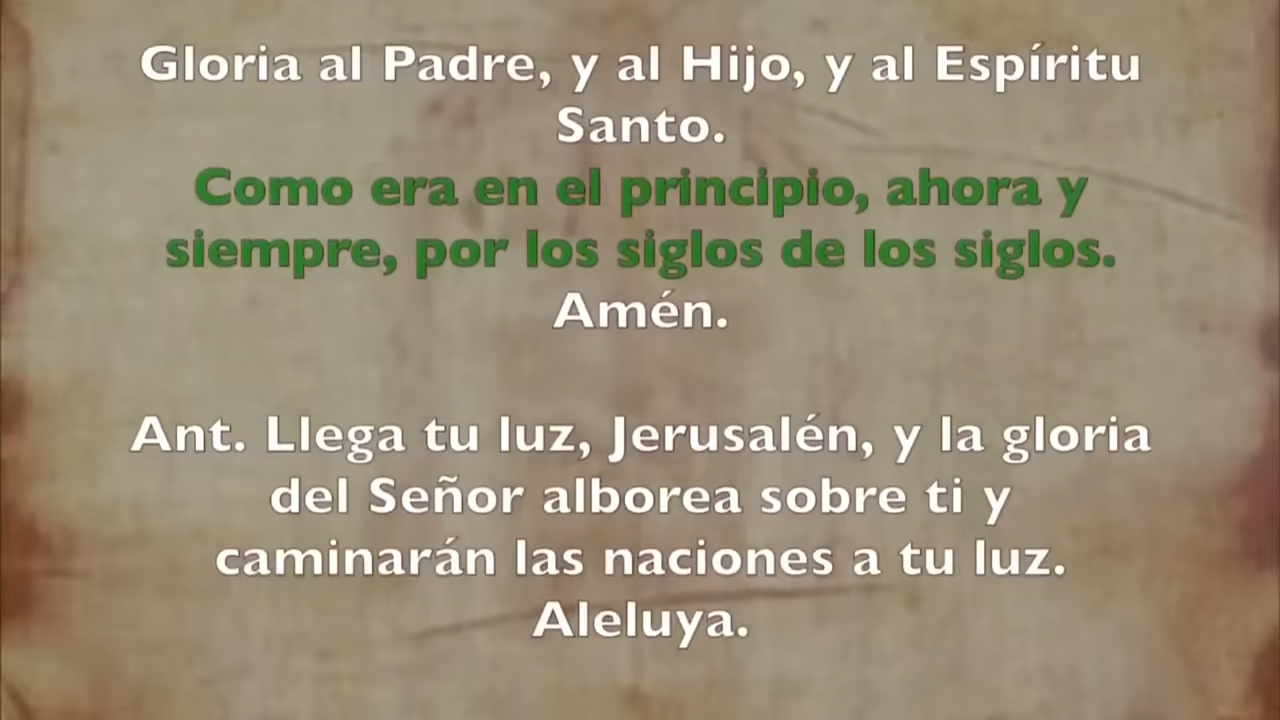 Gloria al Padre, y al Hijo, y al Espíritu
Santo.
Como era en el principio, ahora y
siempre, por los siglos de los siglos.
Amén.
Ant. Llega tu luz, Jerusalén, y la gloria
del Señor alborea sobre ti y
caminarán las naciones a tu luz.
Aleluya.